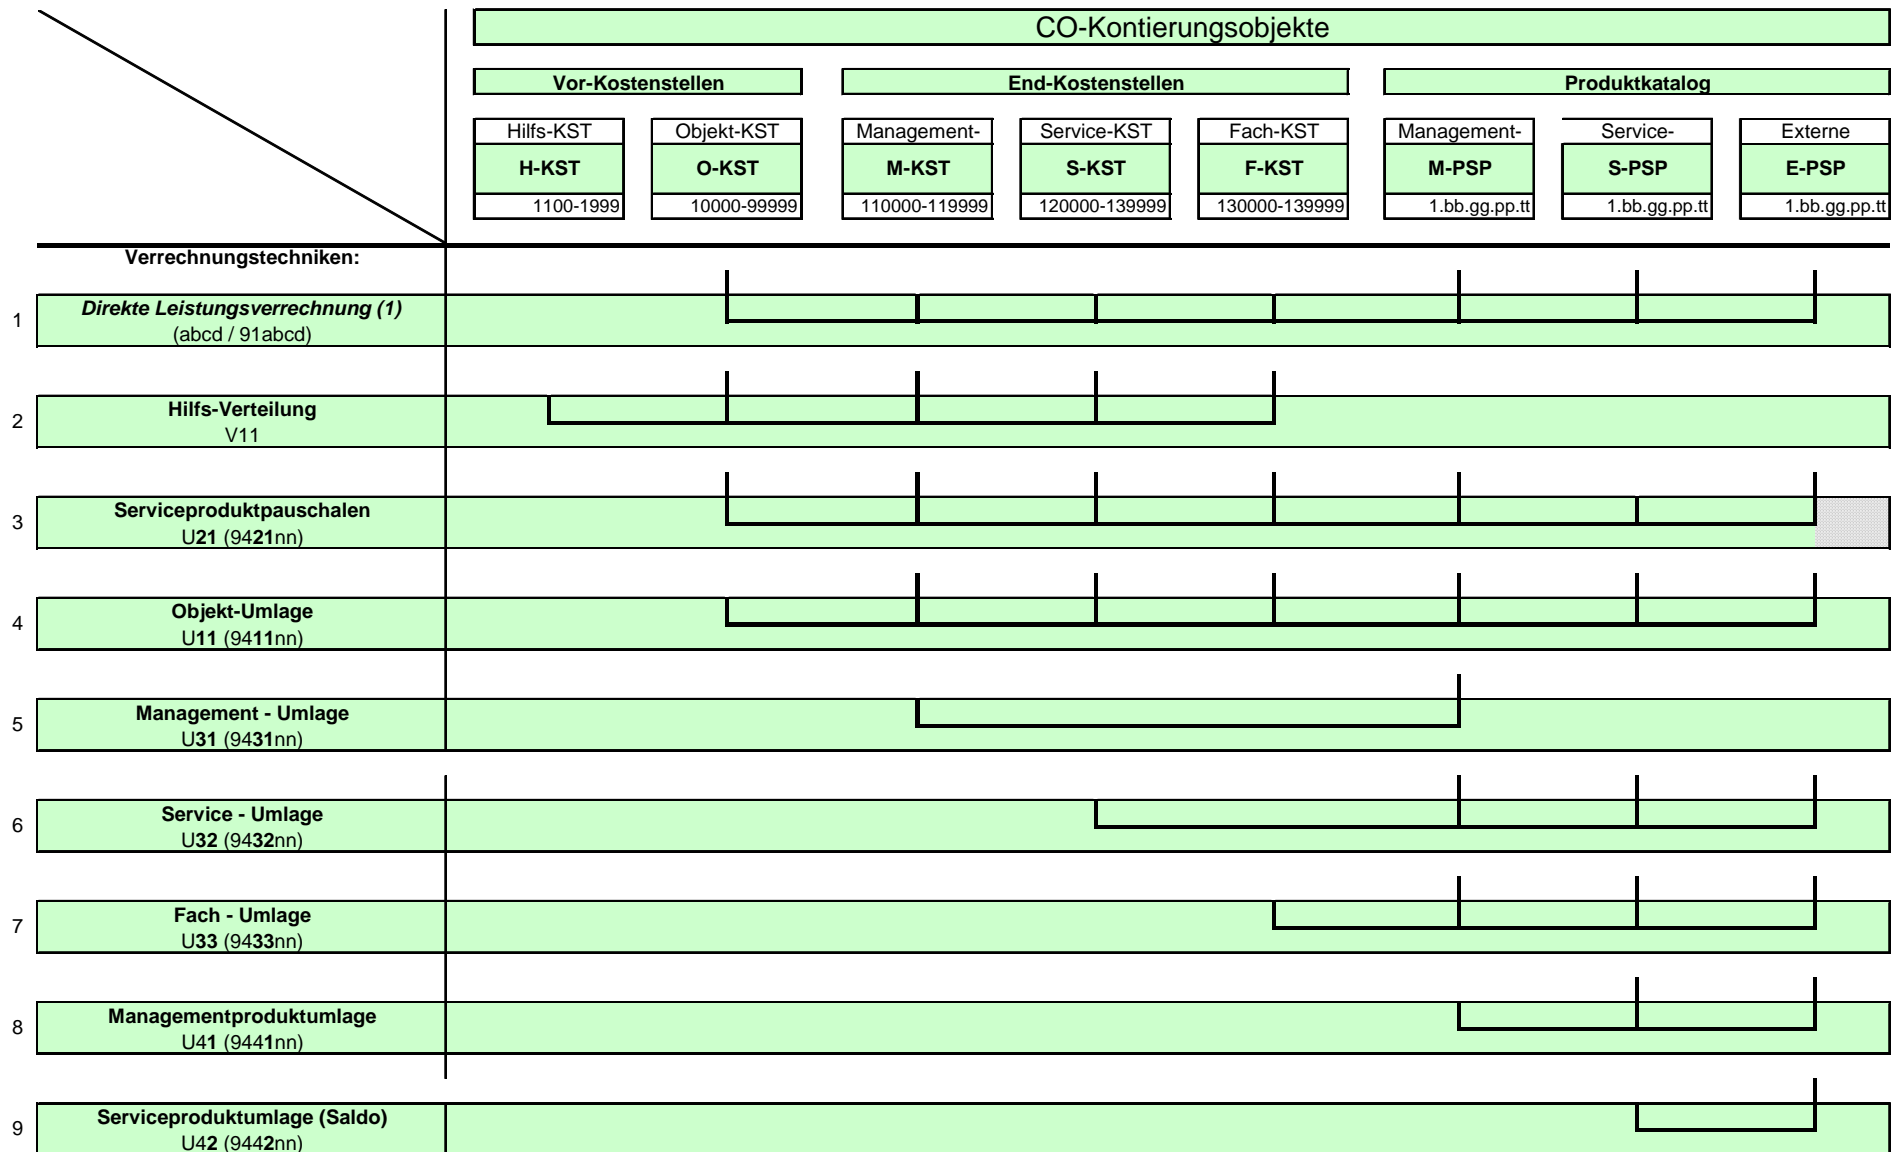 CO-Kontierungsobjekte
Vor-Kostenstellen End-Kostenstellen Produktkatalog
Hilfs-KST Objekt-KST Management- Service-KST Fach-KST Management- Service- Externe
H-KST O-KST M-KST S-KST F-KST M-PSP S-PSP E-PSP
1100-1999 10000-99999 110000-119999 120000-139999 130000-139999 1.bb.gg.pp.tt 1.bb.gg.pp.tt 1.bb.gg.pp.tt
Verrechnungstechniken:
1 Direkte Leistungsverrechnung (1)
(abcd / 91abcd)
2 Hilfs-Verteilung
V11
3 Serviceproduktpauschalen
U21 (9421nn)
4 Objekt-Umlage
U11 (9411nn)
5 Management - Umlage
U31 (9431nn)
6 Service - Umlage
U32 (9432nn)
7 Fach - Umlage
U33 (9433nn)
8 Managementproduktumlage
U41 (9441nn)
9 Serviceproduktumlage (Saldo)
U42 (9442nn)